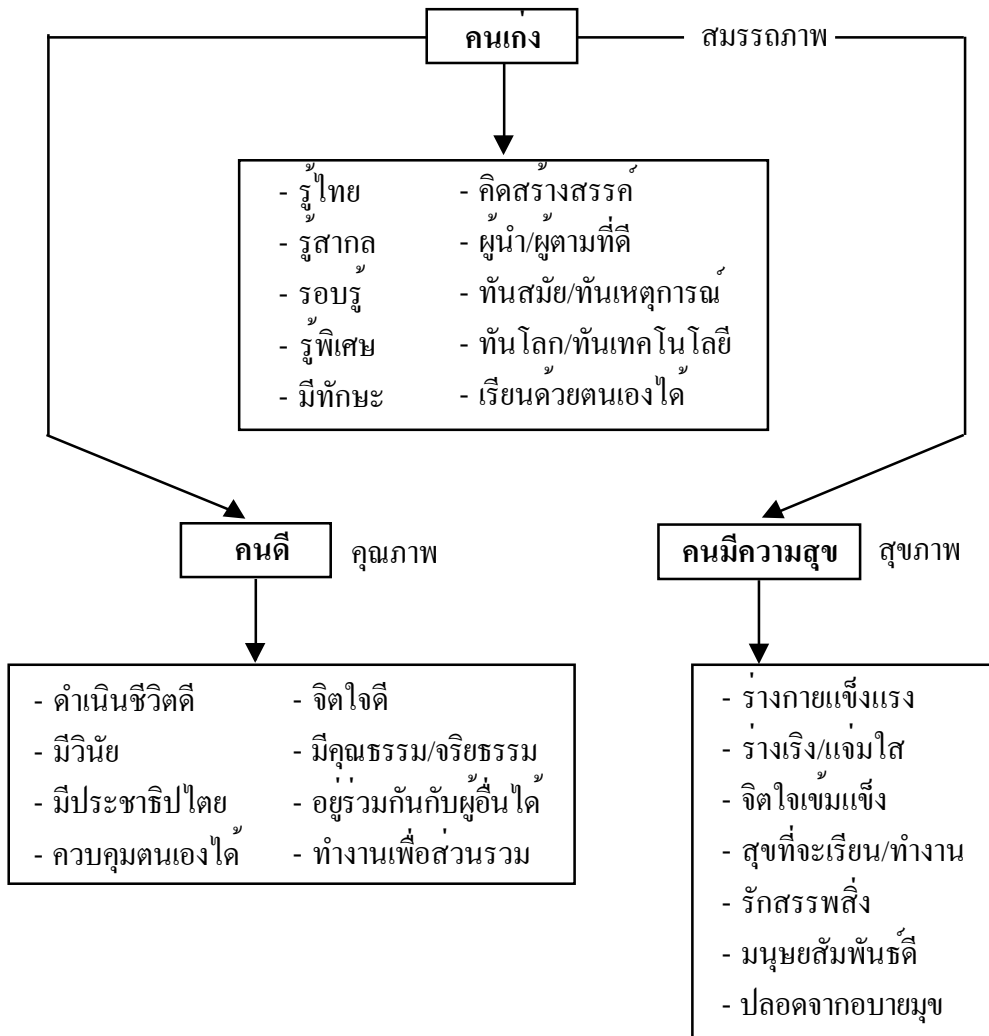 คนเก่ง สมรรถภาพ
- รู้ไทย - คิดสร้างสรรค์
- รู้สากล - ผู้นำ/ผู้ตามที่ดี
- รอบรู้ - ทันสมัย/ทันเหตุการณ์
- รู้พิเศษ - ทันโลก/ทันเทคโนโลยี
- มีทักษะ - เรียนด้วยตนเองได้
คนดี คุณภาพ
- ดำเนินชีวิตดี - จิตใจดี
- มีวินัย - มีคุณธรรม/จริยธรรม
- มีประชาธิปไตย - อยู่ร่วมกันกับผู้อื่นได้
- ควบคุมตนเองได้ - ทำงานเพื่อส่วนรวม
คนมีความสุข สุขภาพ
- ร่างกายแข็งแรง
- ร่างเริง/แจ่มใส
- จิตใจเข้มแข็ง
- สุขที่จะเรียน/ทำงาน
- รักสรรพสิ่ง
- มนุษยสัมพันธ์ดี
- ปลอดจากอบายมุข